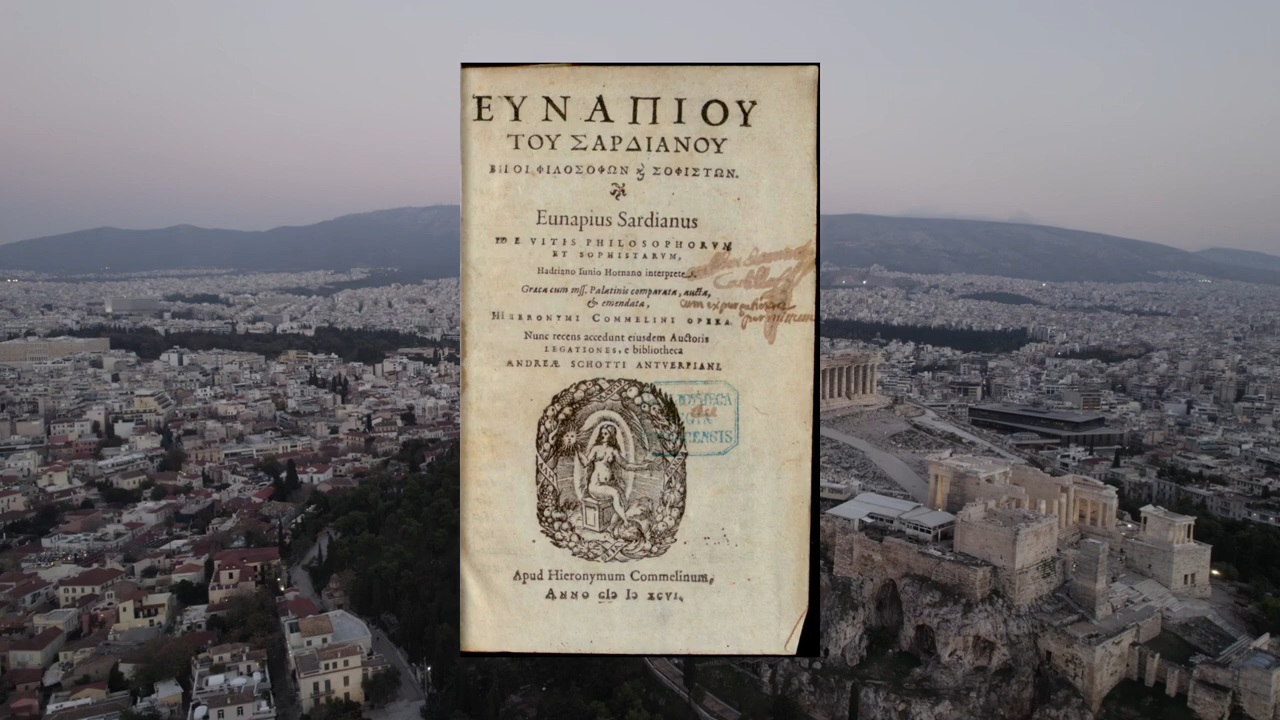 ΕΥΝΑΠΙΟΥ
ΤΟΥ ΣΑΡΔΙΑΝΟΥ
ΒΙΟΙ ΦΙΛΟΣΟΦΩΝ ϗ ΣΟΦΙΣΤΩΝ.
Eunapius Sardianus
DE VITIS PHILOSOPHORVM
ET SOPHISTARVM,
Hadriano Iunio Hornano interprete.
Græca cum mss. Palatinis comparata, aucta,
& emendata,
HIERONYMI COMMELINI OPERA.
Nunc recens accedunt eiusdem Auctoris
LEGATIONES, e bibliotheca
ANDREÆ SCHOTTI ANTVERPIANI.
Apud Hieronymum Commelinum,
ANNO cIↄ Iↄ XCVI.